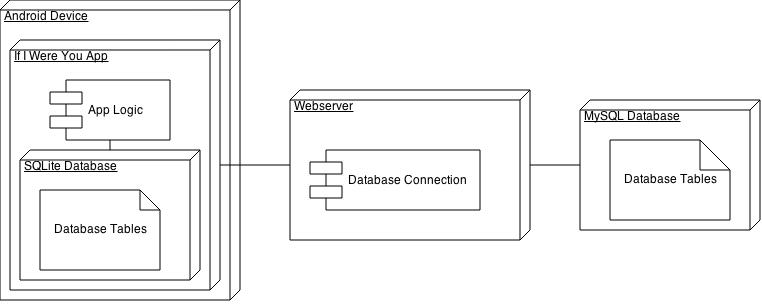 Android Device
If I Were You App
App Logic
SQLite Database
Database Tables
Webserver
Database Connection
MySQL Database
Database Tables